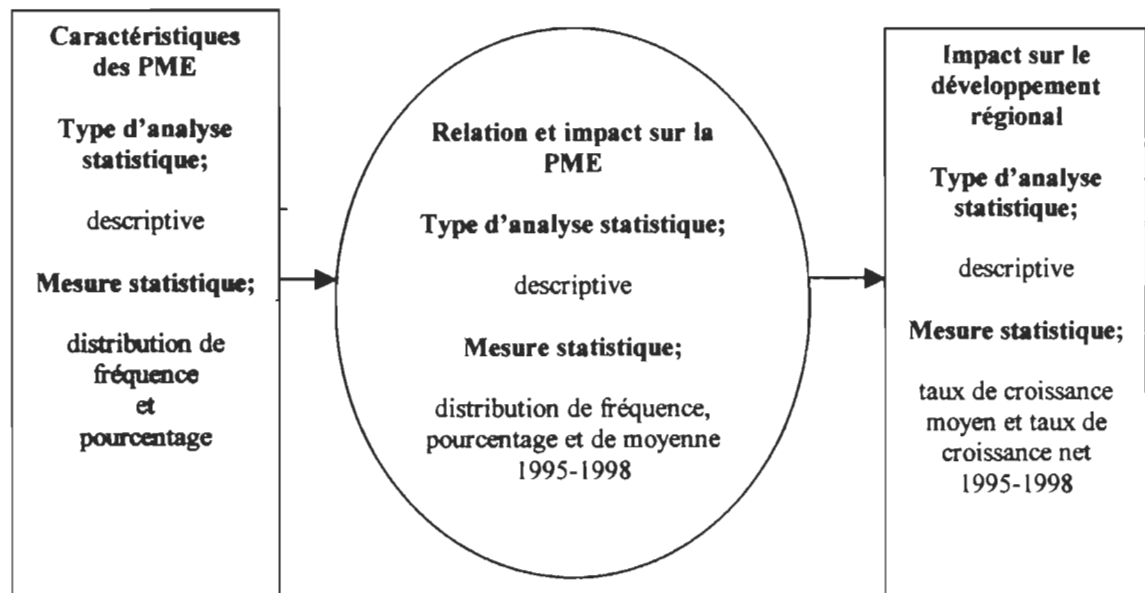 Caractéristiques
des PME
Type d'analyse
statistique;
descriptive
Mesure statistique;
distribution de
fréquence
et
pourcentage
Relation et impact sur la
PME
Type d'analyse statistique;
descriptive
Mesure statistique;
distribution de fréquence,
pourcentage et de moyenne
1995-1998
Impact sur le
développement
régional
Type d'analyse
statistique;
descriptive
Mesure statistique;
taux de croissance
moyen et taux de
croissance net
1995-1998